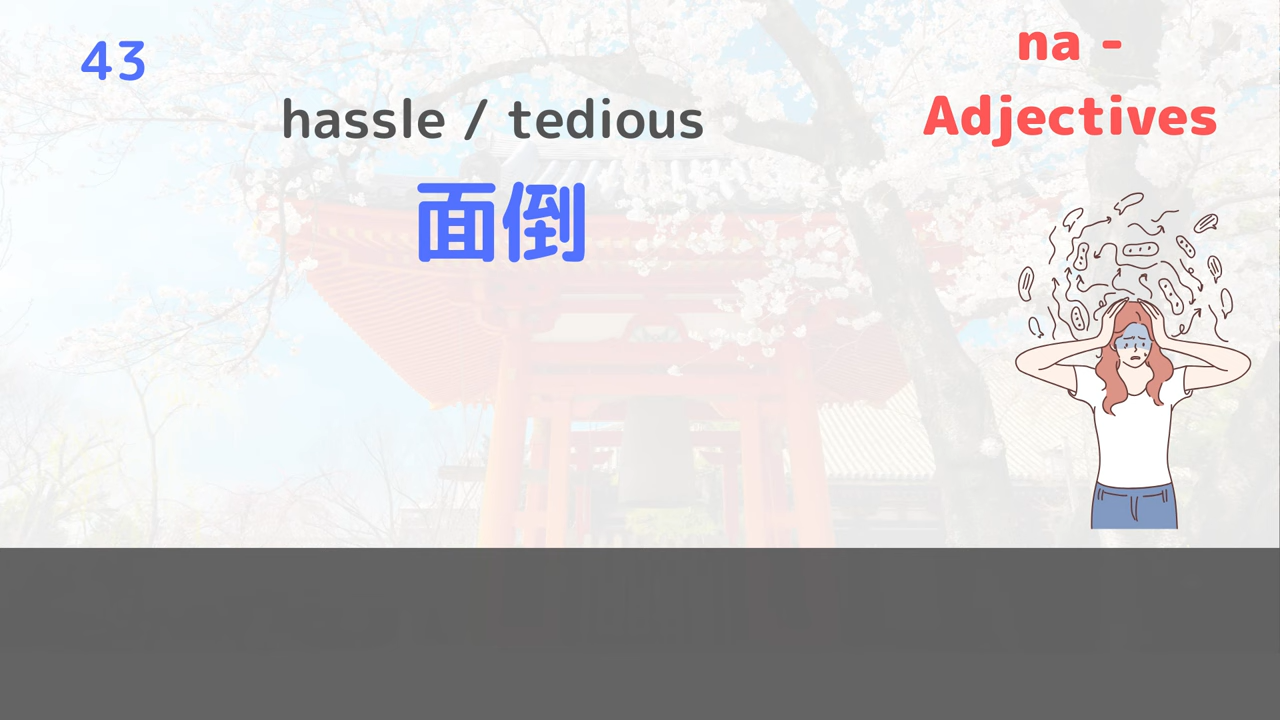 43
na -
Adjectives
hassle / tedious
面倒